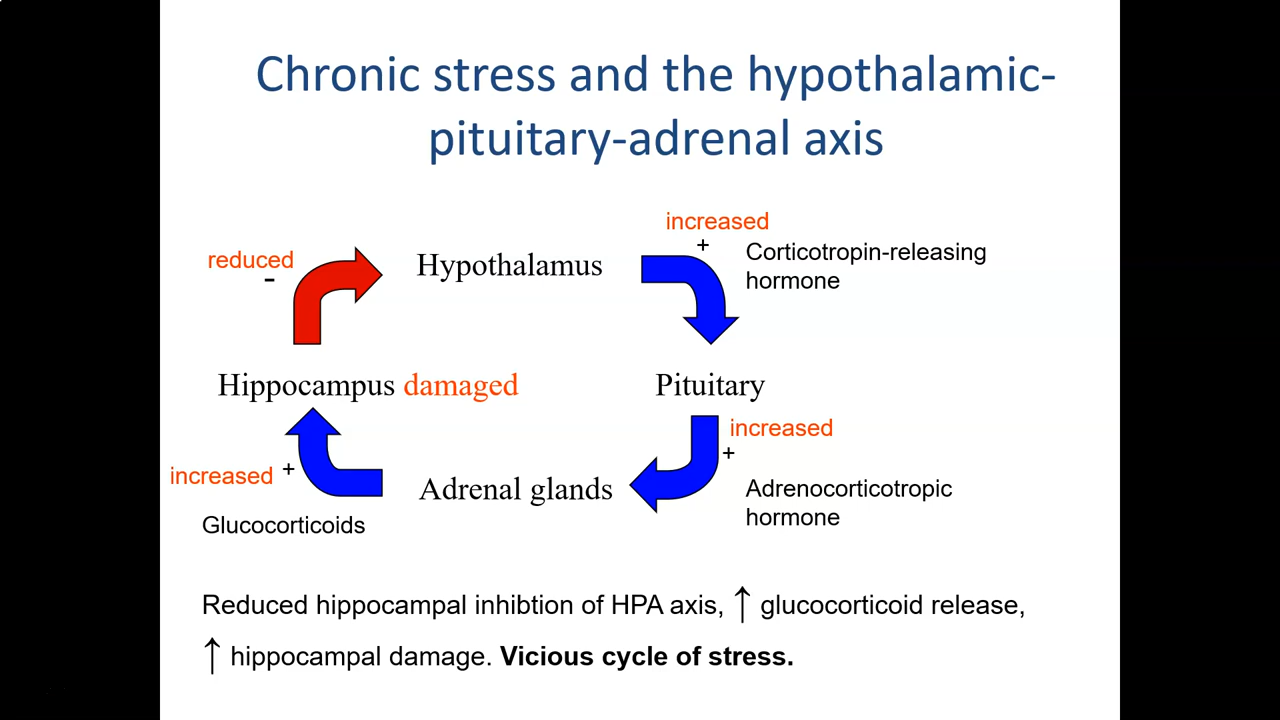 Chronic stress and the hypothalamic-
pituitary-adrenal axis
increased
+
Corticotropin-releasing
hormone
reduced
-
Hypothalamus
Hippocampus damaged
Pituitary
increased
+
Adrenocorticotropic
hormone
increased +
Adrenal glands
Glucocorticoids
Reduced hippocampal inhibtion of HPA axis, ↑ glucocorticoid release,
↑ hippocampal damage. Vicious cycle of stress.